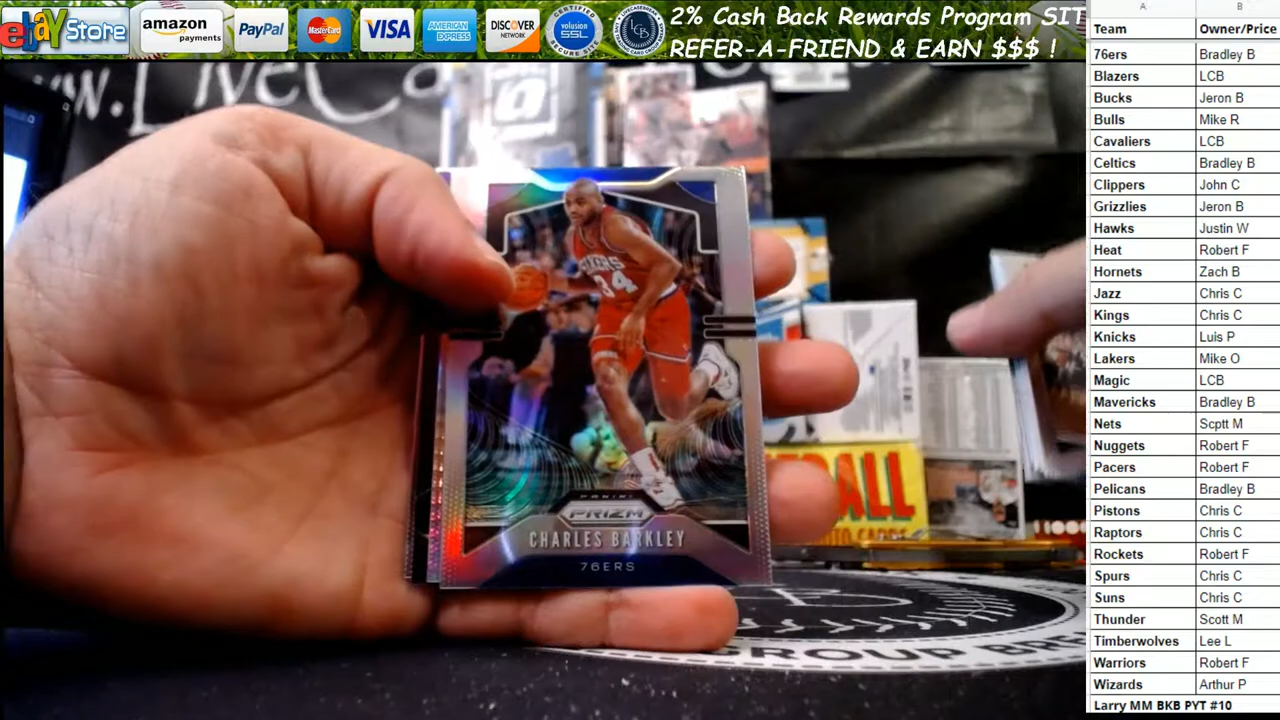 ebay Store
amazon
payments
PayPal
MasterCard
VISA
AMERICAN
EXPRESS
DISCOVER
NETWORK
CERTIFIED
volusion
SSL
SECURE SITE
LCB
2% Cash Back Rewards Program SIT
REFER-A-FRIEND & EARN $$$ !
A B
Team Owner/Price
76ers Bradley B
Blazers LCB
Bucks Jeron B
Bulls Mike R
Cavaliers LCB
Celtics Bradley B
Clippers John C
Grizzlies Jeron B
Hawks Justin W
Heat Robert F
Hornets Zach B
Jazz Chris C
Kings Chris C
Knicks Luis P
Lakers Mike O
Magic LCB
Mavericks Bradley B
Nets Scptt M
Nuggets Robert F
Pacers Robert F
Pelicans Bradley B
Pistons Chris C
Raptors Chris C
Rockets Robert F
Spurs Chris C
Suns Chris C
Thunder Scott M
Timberwolves Lee L
Warriors Robert F
Wizards Arthur P
Larry MM BKB PYT #10
34
PANINI
PRIZM
CHARLES BARKLEY
76ERS
GROUP BRE